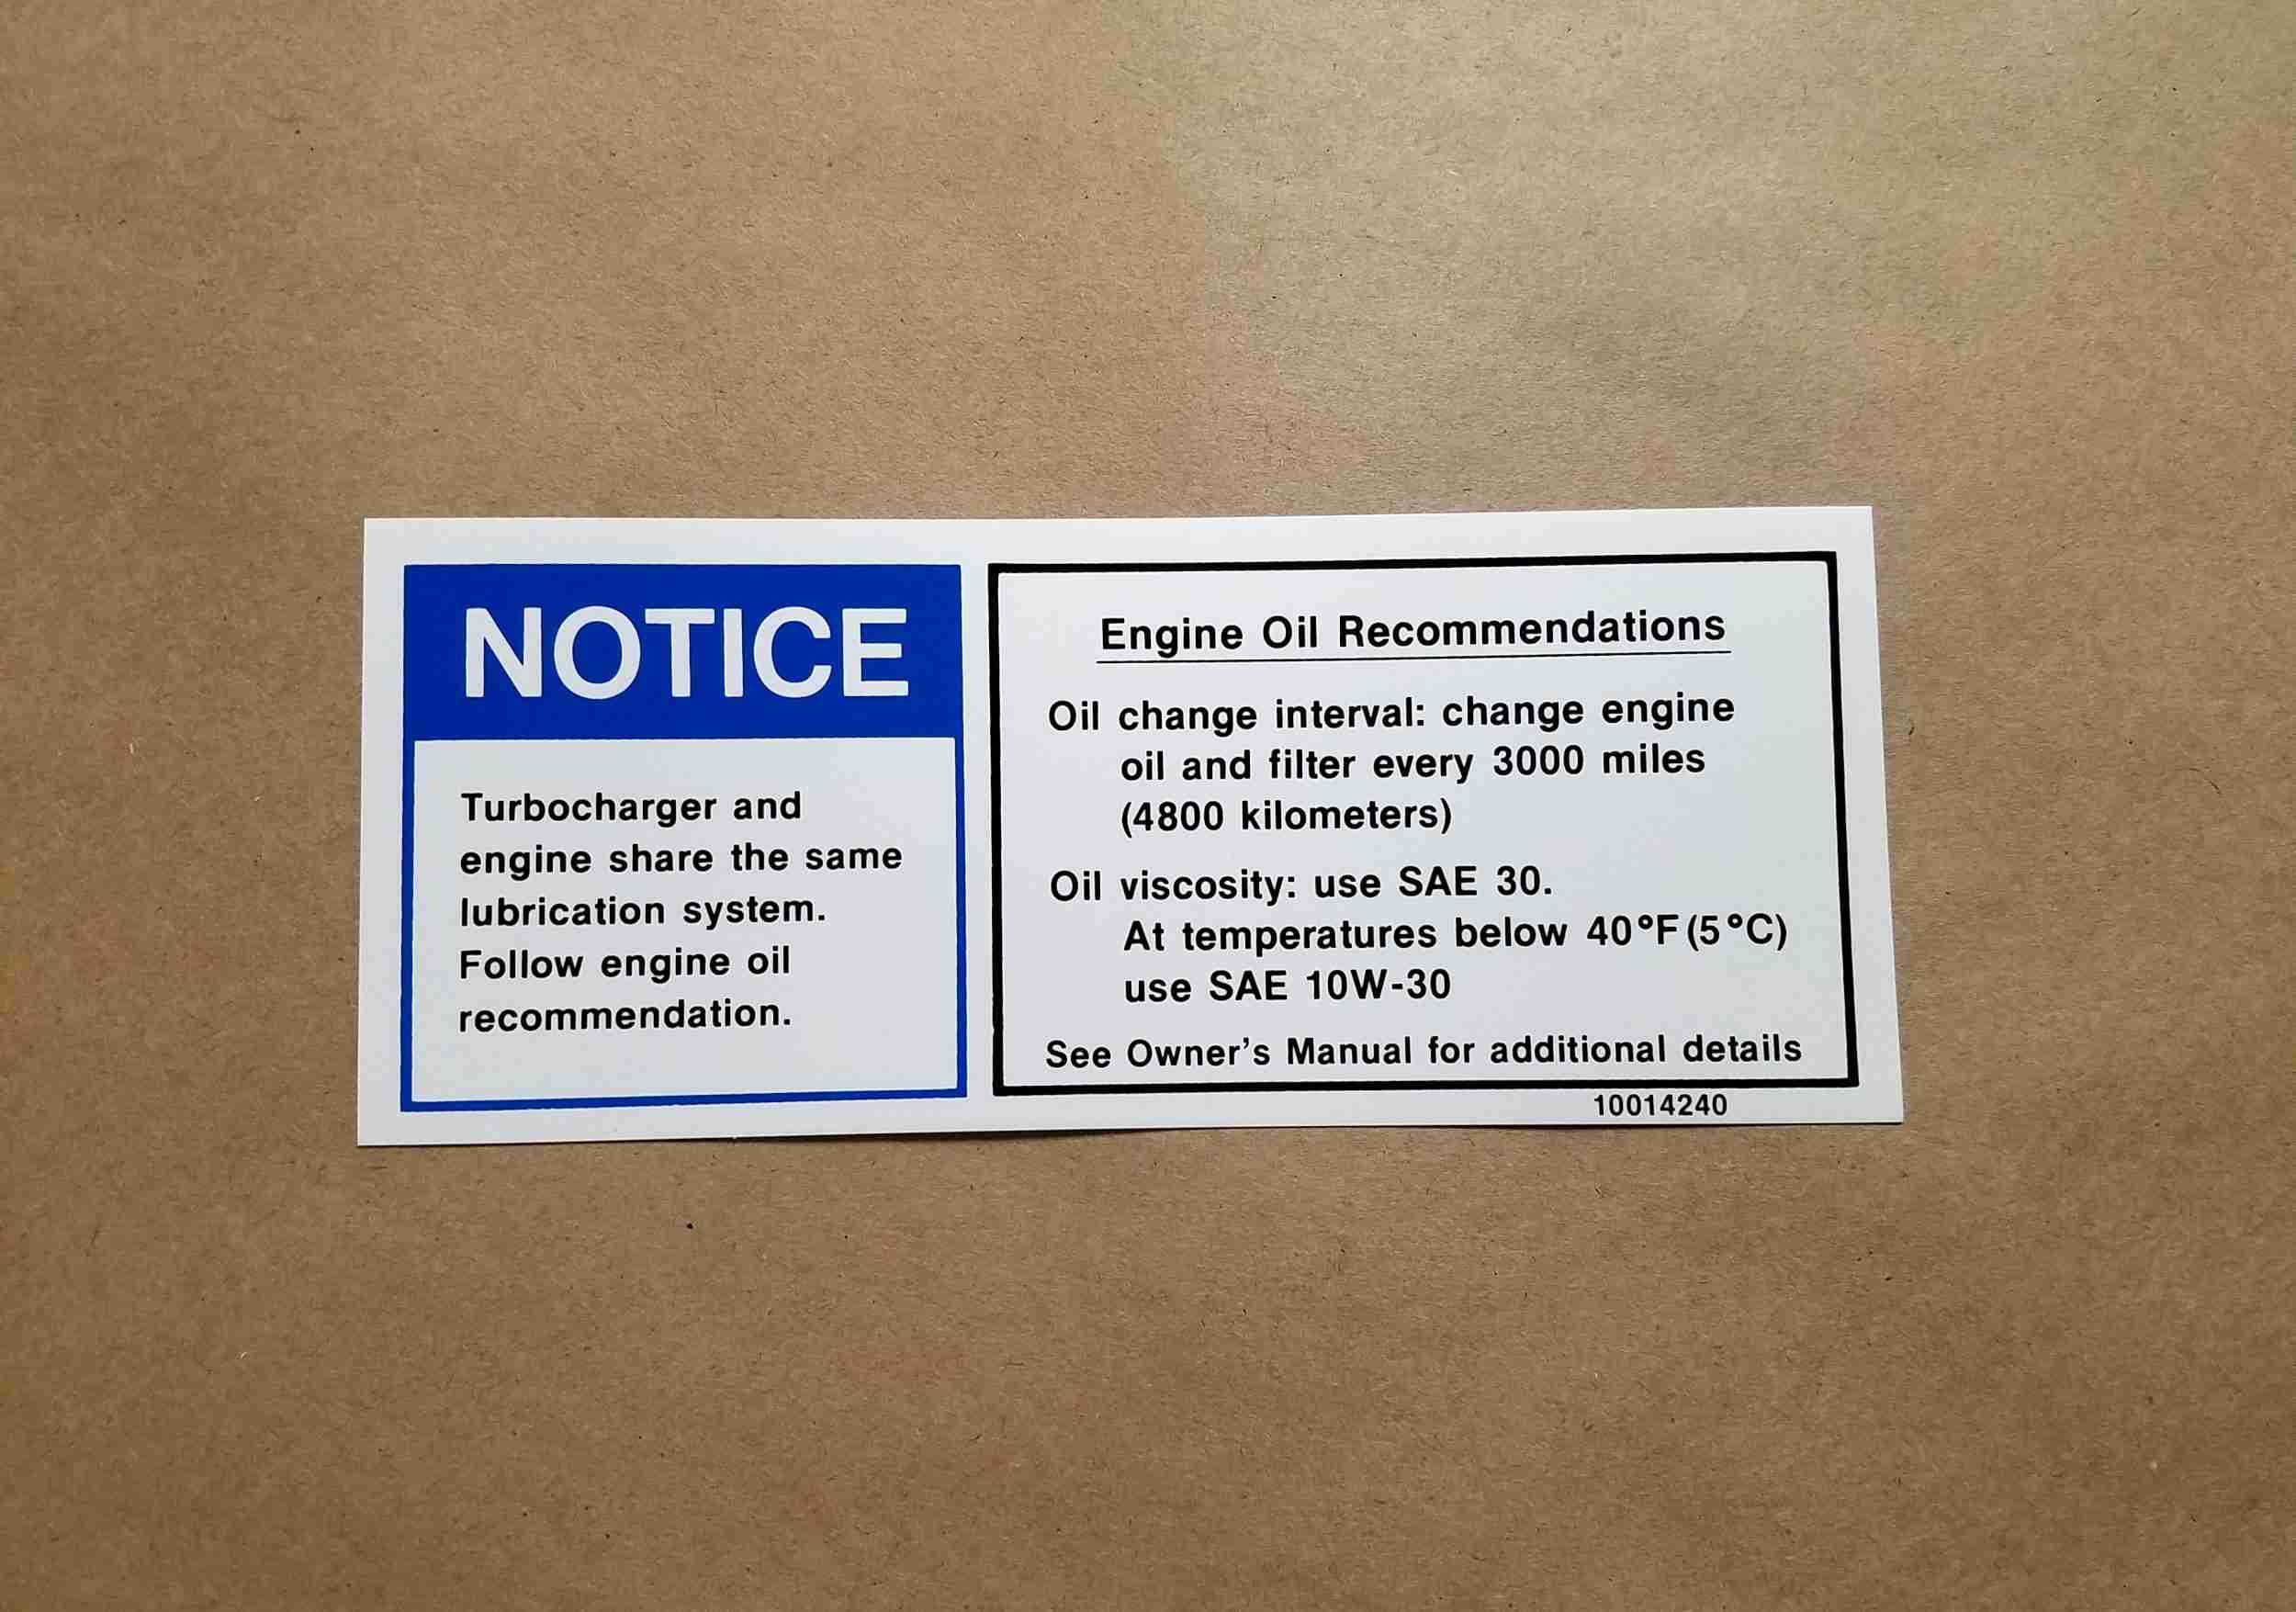 NOTICE
Turbocharger and
engine share the same
lubrication system.
Follow engine oil
recommendation.
Engine Oil Recommendations
Oil change interval: change engine
oil and filter every 3000 miles
(4800 kilometers)
Oil viscosity: use SAE 30.
At temperatures below 40°F(5°C)
use SAE 10W-30
See Owner's Manual for additional details
10014240